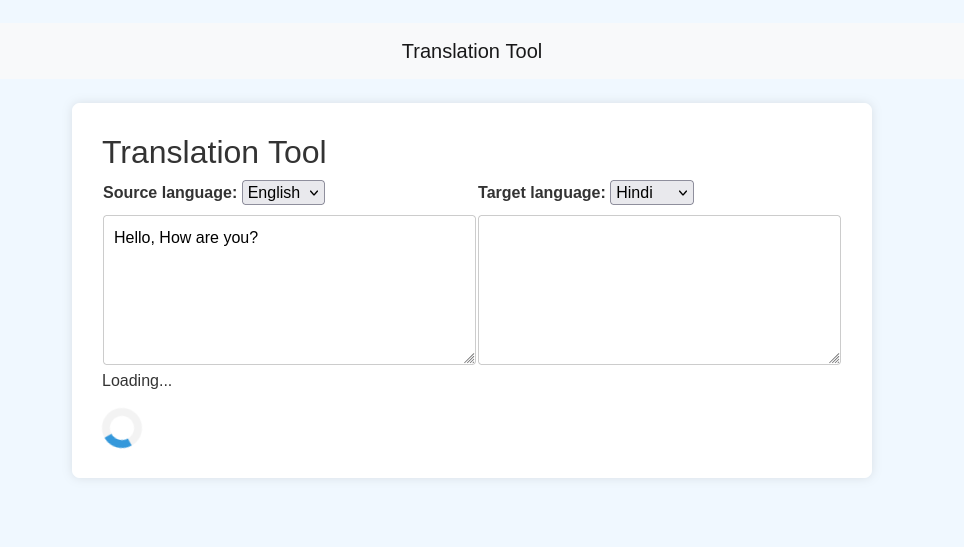 Translation Tool
Translation Tool
Source language: English
Target language: Hindi
Hello, How are you?
Loading...